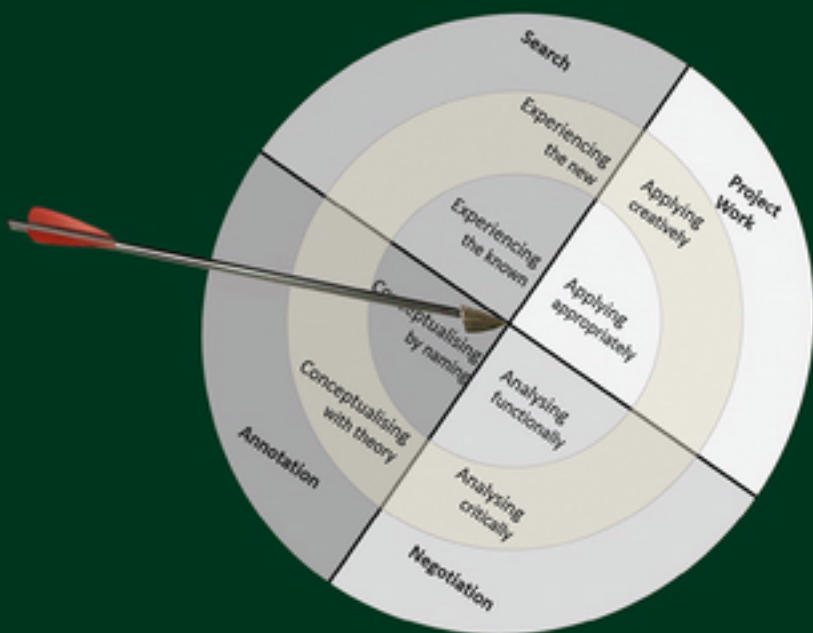 Search
Experiencing
the new
Experiencing
the known
Project
Work
Applying
creatively
Applying
appropriately
Conceptualising
by naming
Conceptualising
with theory
Annotation
Analysing
functionally
Analysing
critically
Negotiation